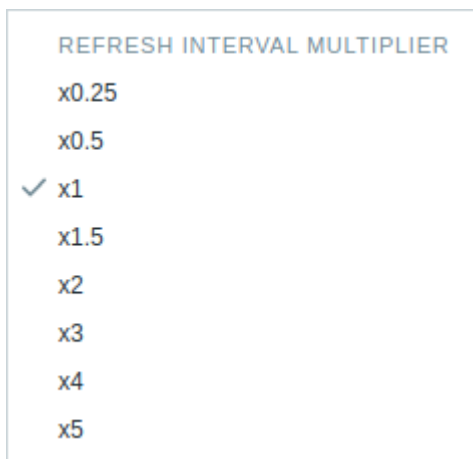 REFRESH INTERVAL MULTIPLIER
x0.25
x0.5
x1
x1.5
x2
x3
x4
x5